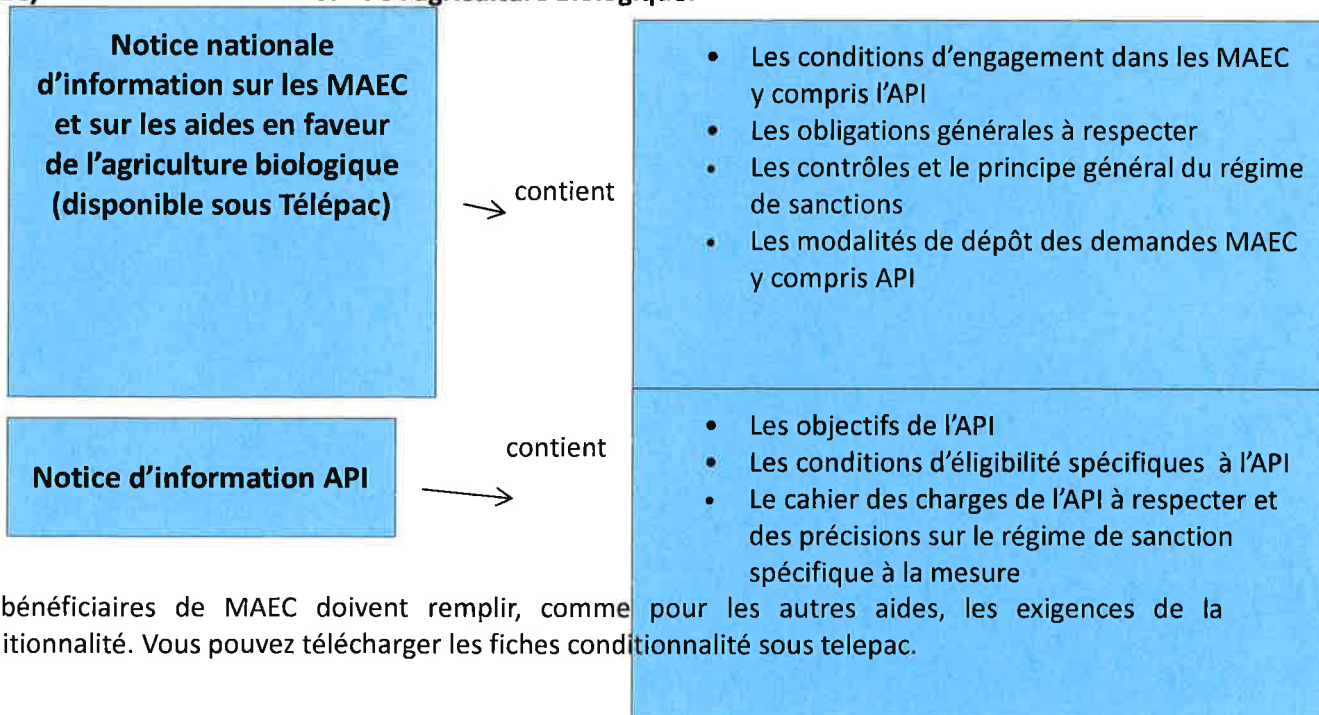 Notice nationale
d'information sur les MAEC
et sur les aides en faveur
de l'agriculture biologique
(disponible sous Télépac)
contient
• Les conditions d'engagement dans les MAEC
y compris l'API
• Les obligations générales à respecter
• Les contrôles et le principe général du régime
de sanctions
• Les modalités de dépôt des demandes MAEC
y compris API
Notice d'information API
contient
• Les objectifs de l'API
• Les conditions d'éligibilité spécifiques à l'API
• Le cahier des charges de l'API à respecter et
des précisions sur le régime de sanction
spécifique à la mesure
bénéficiaires de MAEC doivent remplir, comme pour les autres aides, les exigences de la
itionnalité. Vous pouvez télécharger les fiches conditionnalité sous telepac.